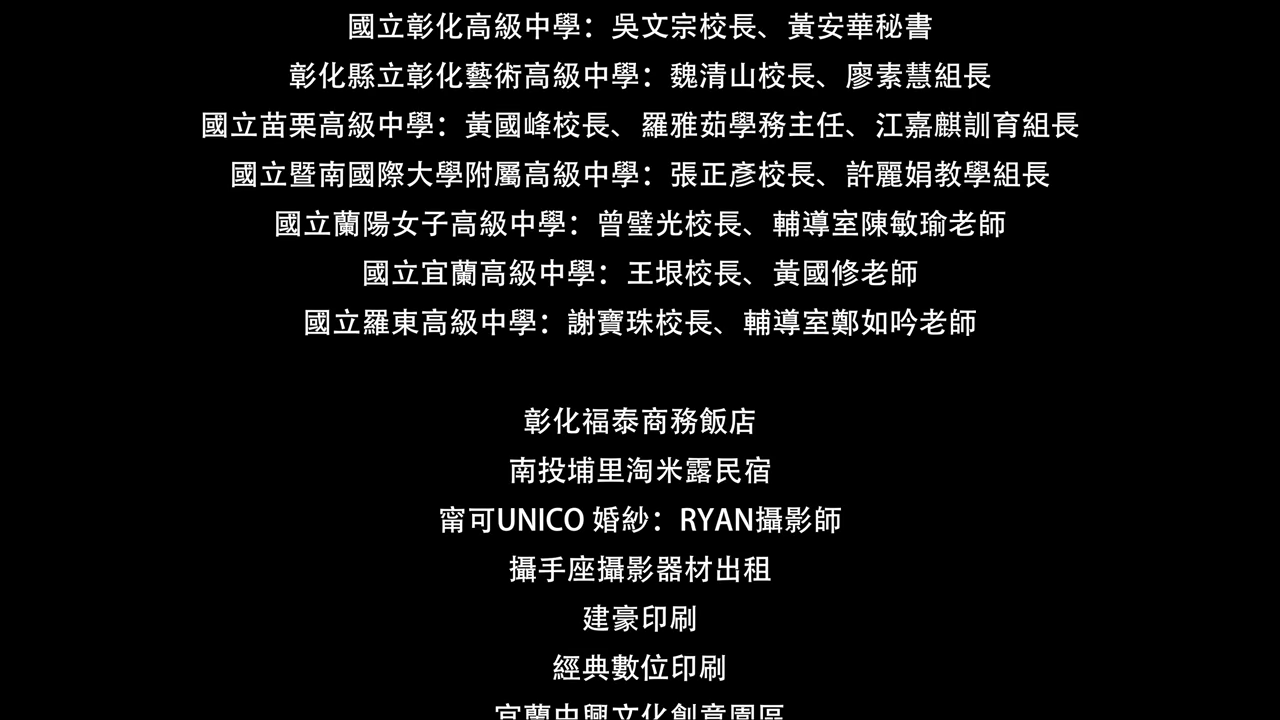 國立彰化高級中學：吳文宗校長、黃安華秘書
彰化縣立彰化藝術高級中學：魏清山校長、廖素慧組長
國立苗栗高級中學：黃國峰校長、羅雅茹學務主任、江嘉麒訓育組長
國立暨南國際大學附屬高級中學：張正彥校長、許麗娟教學組長
國立蘭陽女子高級中學：曾璧光校長、輔導室陳敏瑜老師
國立宜蘭高級中學：王垠校長、黃國修老師
國立羅東高級中學：謝寶珠校長、輔導室鄭如吟老師
彰化福泰商務飯店
南投埔里淘米露民宿
甯可UNICO 婚紗：RYAN攝影師
攝手座攝影器材出租
建豪印刷
經典數位印刷
宜蘭中興文化創意園區